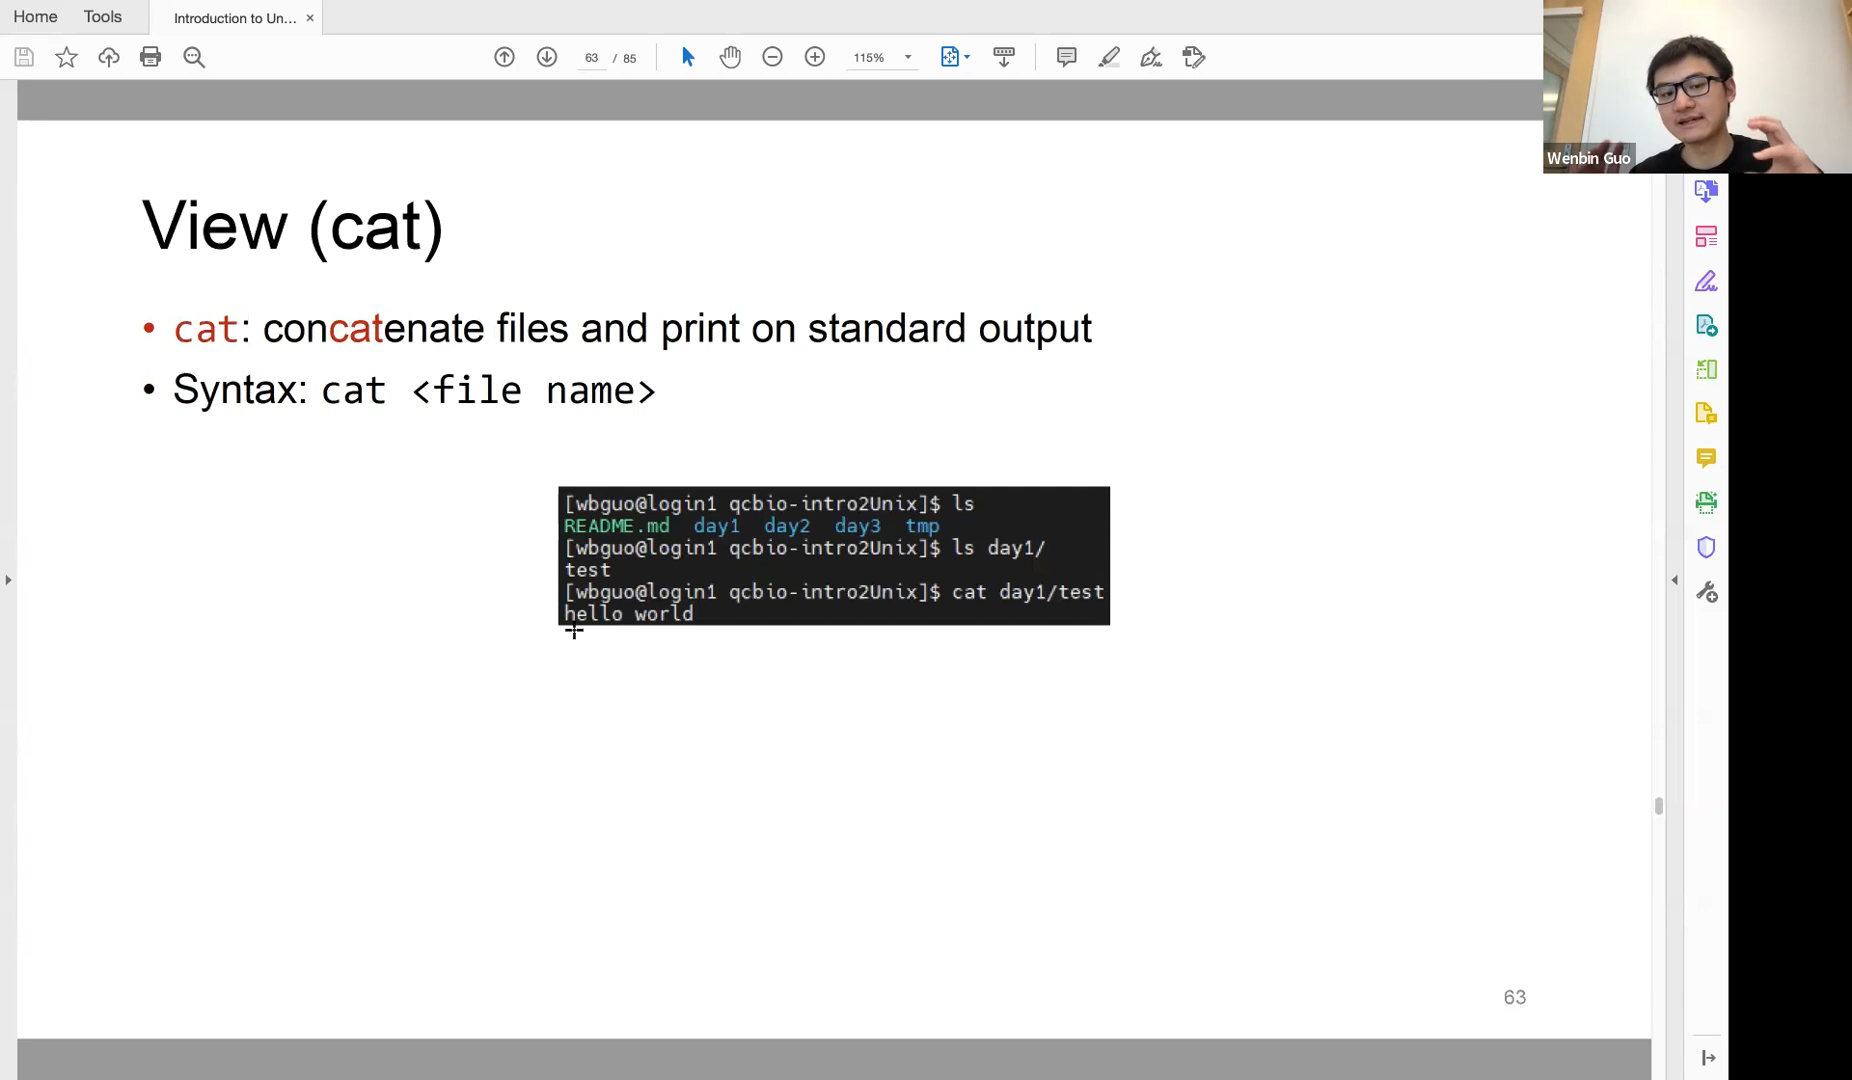 Home Tools Introduction to Un... ×
63 / 85 115%
Wenbin Guo
View (cat)
• cat: concatenate files and print on standard output
• Syntax: cat <file name>
[wbguo@login1 qcbio-intro2Unix]$ ls
README.md day1 day2 day3 tmp
[wbguo@login1 qcbio-intro2Unix]$ ls day1/
test
[wbguo@login1 qcbio-intro2Unix]$ cat day1/test
hello world
63